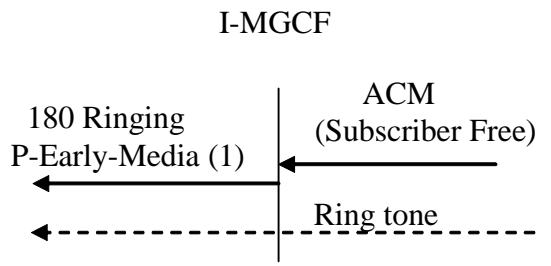 I-MGCF
ACM
(Subscriber Free)
180 Ringing
P-Early-Media (1)
Ring tone